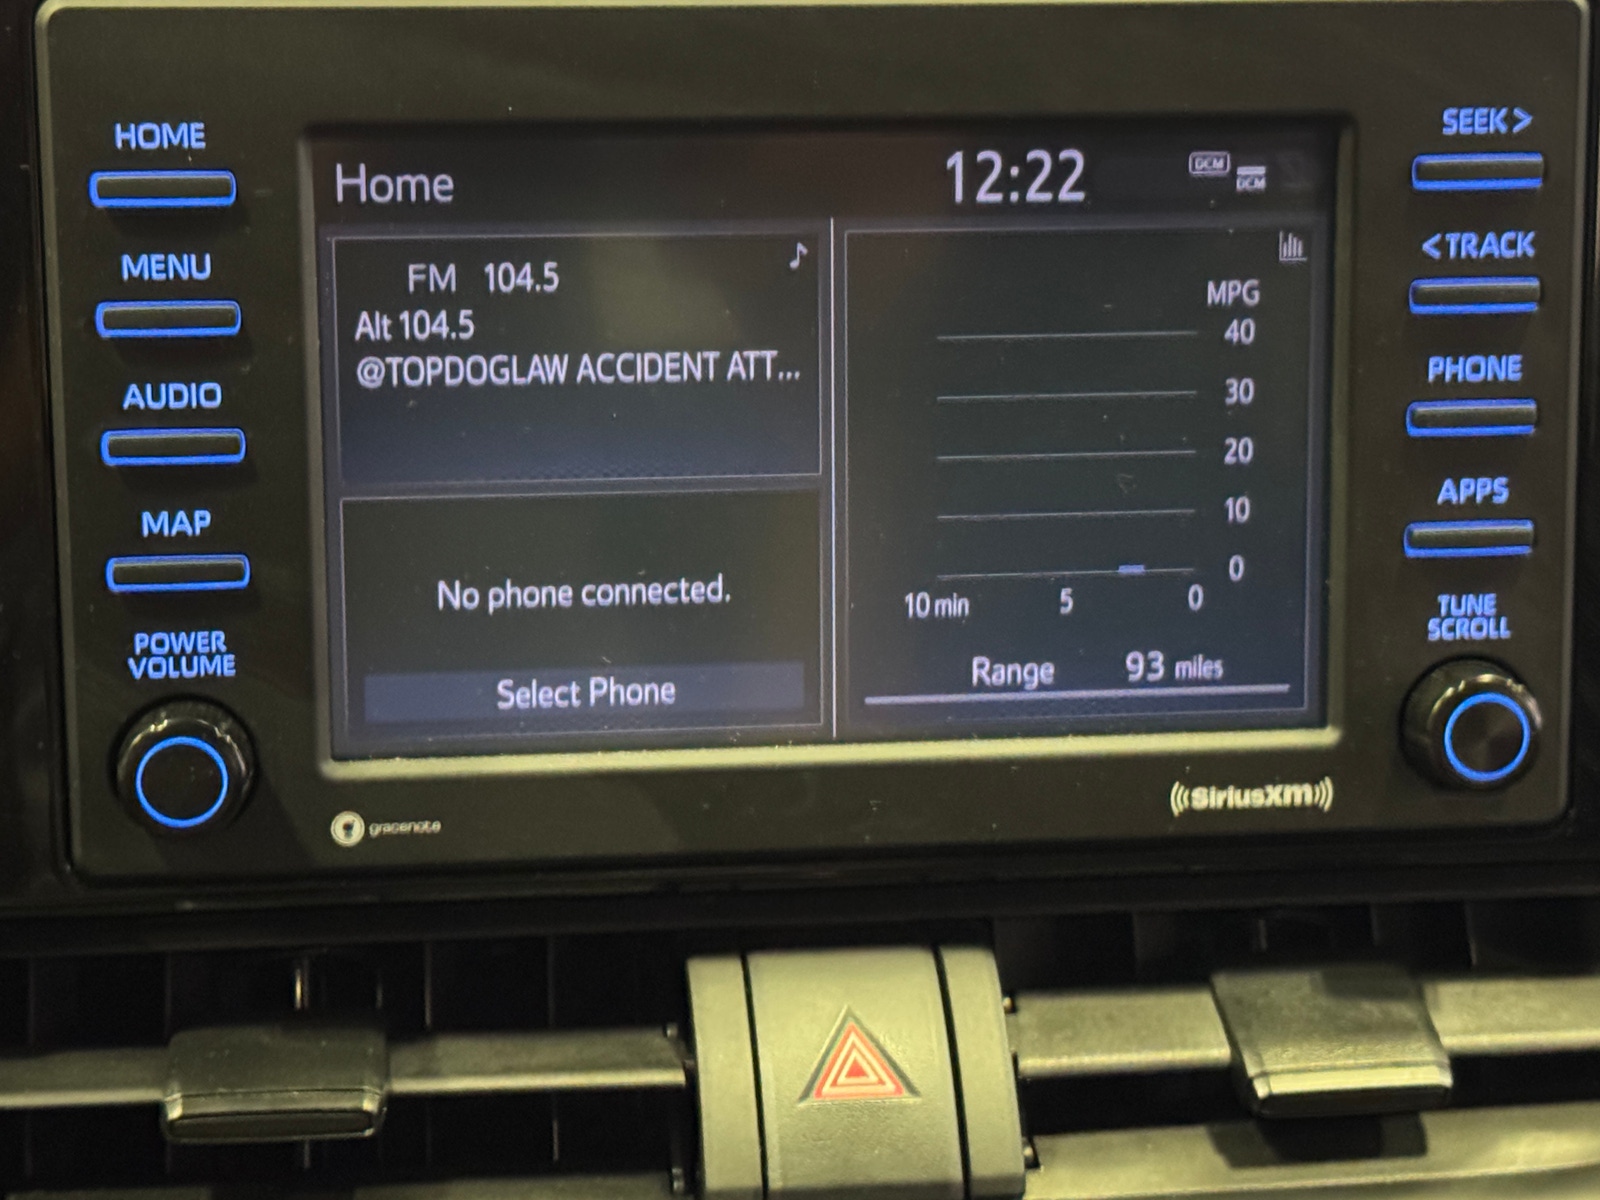 HOME
MENU
AUDIO
MAP
POWER
VOLUME
Home
12:22
DCM
DCM
FM 104.5
Alt 104.5
@TOPDOGLAW ACCIDENT ATT...
No phone connected.
Select Phone
MPG
40
30
20
10
0
10 min 5 0
Range 93 miles
SEEK >
< TRACK
PHONE
APPS
TUNE
SCROLL
gracenote
((SiriusXM))